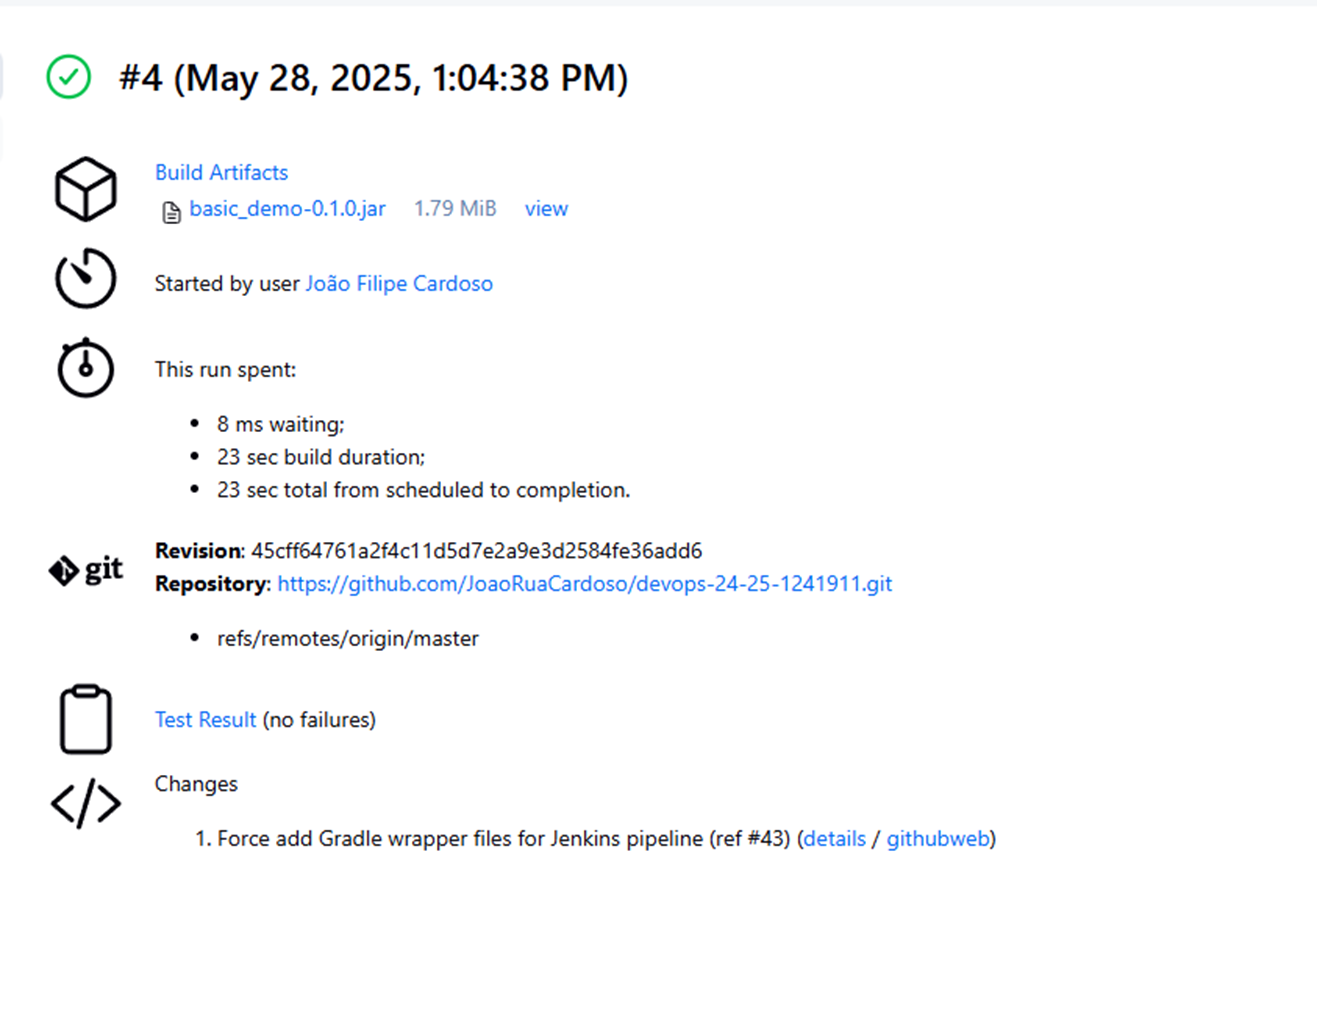 #4 (May 28, 2025, 1:04:38 PM)
Build Artifacts
basic_demo-0.1.0.jar 1.79 MiB view
Started by user João Filipe Cardoso
This run spent:
• 8 ms waiting;
• 23 sec build duration;
• 23 sec total from scheduled to completion.
git
Revision: 45cff64761a2f4c11d5d7e2a9e3d2584fe36add6
Repository: https://github.com/JoaoRuaCardoso/devops-24-25-1241911.git
• refs/remotes/origin/master
Test Result (no failures)
Changes
1. Force add Gradle wrapper files for Jenkins pipeline (ref #43) (details / githubweb)